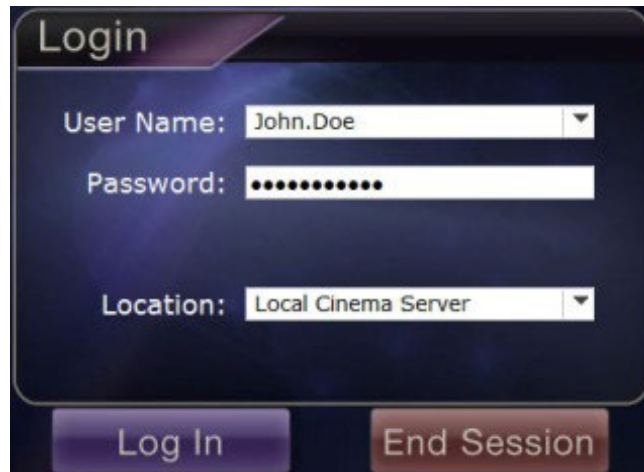 Login
User Name: John.Doe
Password: •••••••••••
Location: Local Cinema Server
Log In End Session